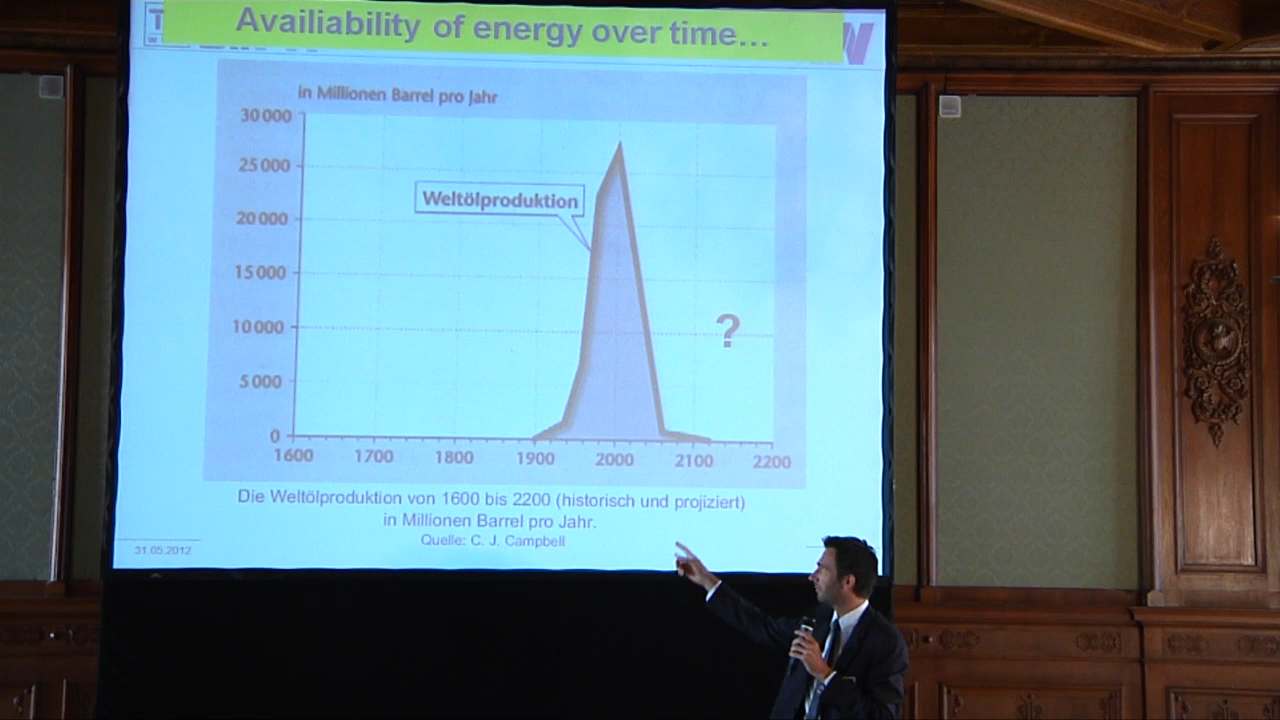 Availiability of energy over time...
in Millionen Barrel pro Jahr
30 000
25 000
20 000
15 000
10 000
5 000
0
Weltölproduktion
?
1600 1700 1800 1900 2000 2100 2200
Die Weltölproduktion von 1600 bis 2200 (historisch und projiziert)
in Millionen Barrel pro Jahr.
Quelle: C. J. Campbell
31.05.2012